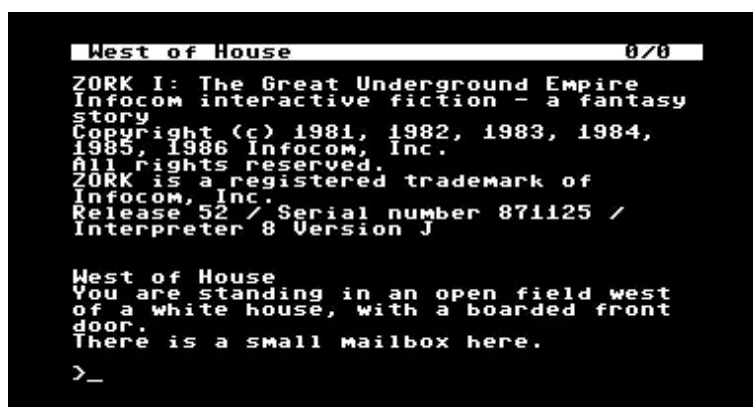 West of House 0/0
ZORK I: The Great Underground Empire
Infocom interactive fiction - a fantasy
story
Copyright (c) 1981, 1982, 1983, 1984,
1985, 1986 Infocom, Inc.
All rights reserved.
ZORK is a registered trademark of
Infocom, Inc.
Release 52 / Serial number 871125 /
Interpreter 8 Version J
West of House
You are standing in an open field west
of a white house, with a boarded front
door.
There is a small mailbox here.
>_